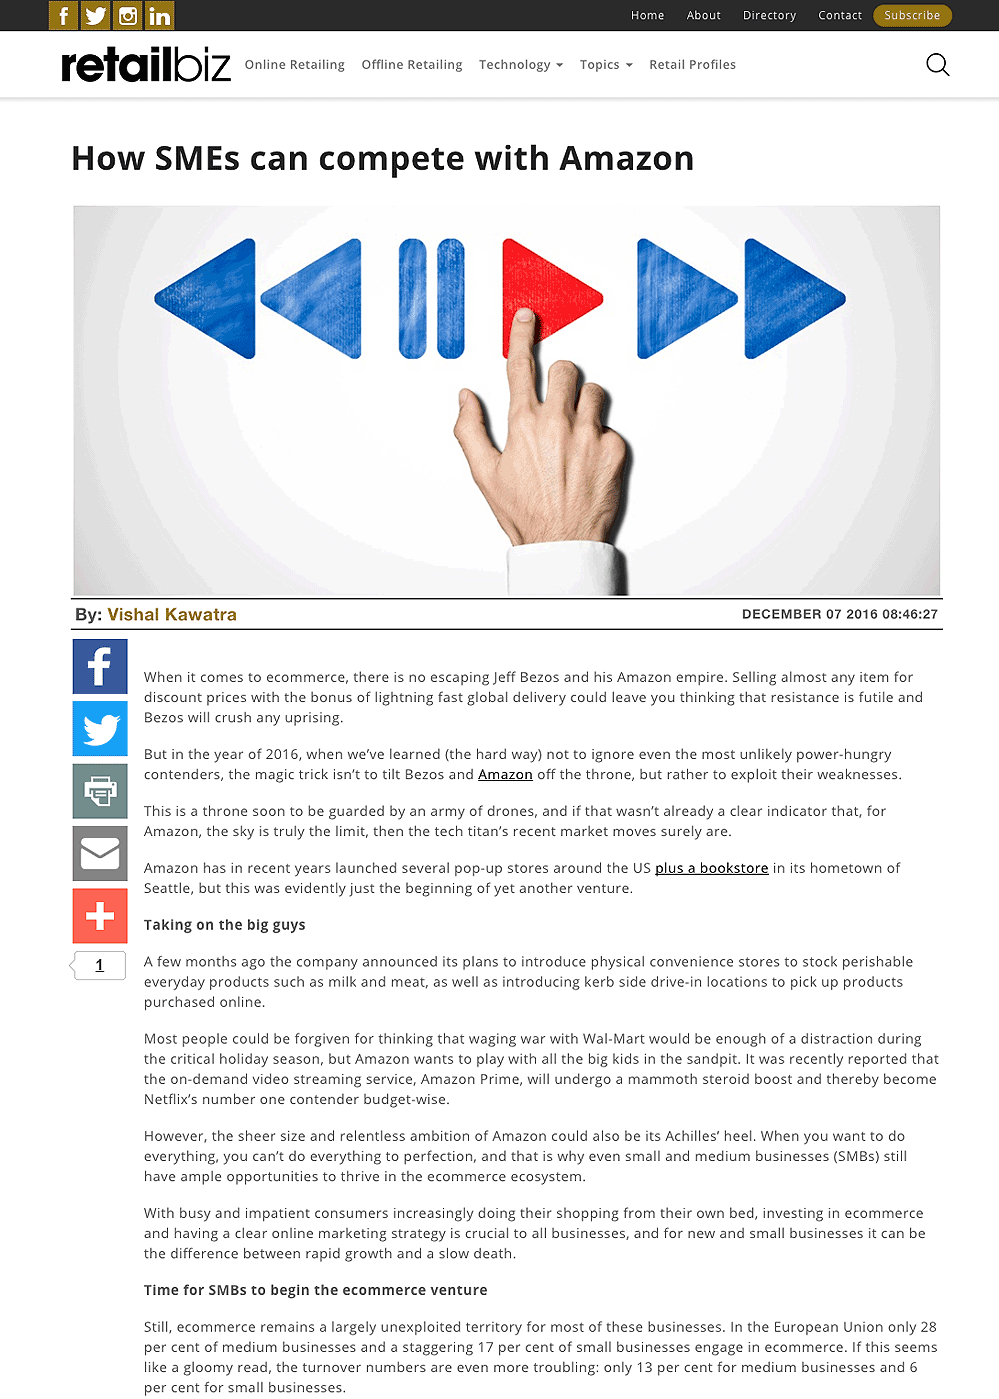 Home About Directory Contact Subscribe
retailbiz Online Retailing Offline Retailing Technology Topics Retail Profiles
How SMEs can compete with Amazon
By: Vishal Kawatra DECEMBER 07 2016 08:46:27
When it comes to ecommerce, there is no escaping Jeff Bezos and his Amazon empire. Selling almost any item for
discount prices with the bonus of lightning fast global delivery could leave you thinking that resistance is futile and
Bezos will crush any uprising.
But in the year of 2016, when we’ve learned (the hard way) not to ignore even the most unlikely power-hungry
contenders, the magic trick isn’t to tilt Bezos and Amazon off the throne, but rather to exploit their weaknesses.
This is a throne soon to be guarded by an army of drones, and if that wasn’t already a clear indicator that, for
Amazon, the sky is truly the limit, then the tech titan’s recent market moves surely are.
Amazon has in recent years launched several pop-up stores around the US plus a bookstore in its hometown of
Seattle, but this was evidently just the beginning of yet another venture.
Taking on the big guys
1
A few months ago the company announced its plans to introduce physical convenience stores to stock perishable
everyday products such as milk and meat, as well as introducing kerb side drive-in locations to pick up products
purchased online.
Most people could be forgiven for thinking that waging war with Wal-Mart would be enough of a distraction during
the critical holiday season, but Amazon wants to play with all the big kids in the sandpit. It was recently reported that
the on-demand video streaming service, Amazon Prime, will undergo a mammoth steroid boost and thereby become
Netflix’s number one contender budget-wise.
However, the sheer size and relentless ambition of Amazon could also be its Achilles’ heel. When you want to do
everything, you can’t do everything to perfection, and that is why even small and medium businesses (SMBs) still
have ample opportunities to thrive in the ecommerce ecosystem.
With busy and impatient consumers increasingly doing their shopping from their own bed, investing in ecommerce
and having a clear online marketing strategy is crucial to all businesses, and for new and small businesses it can be
the difference between rapid growth and a slow death.
Time for SMBs to begin the ecommerce venture
Still, ecommerce remains a largely unexploited territory for most of these businesses. In the European Union only 28
per cent of medium businesses and a staggering 17 per cent of small businesses engage in ecommerce. If this seems
like a gloomy read, the turnover numbers are even more troubling: only 13 per cent for medium businesses and 6
per cent for small businesses.